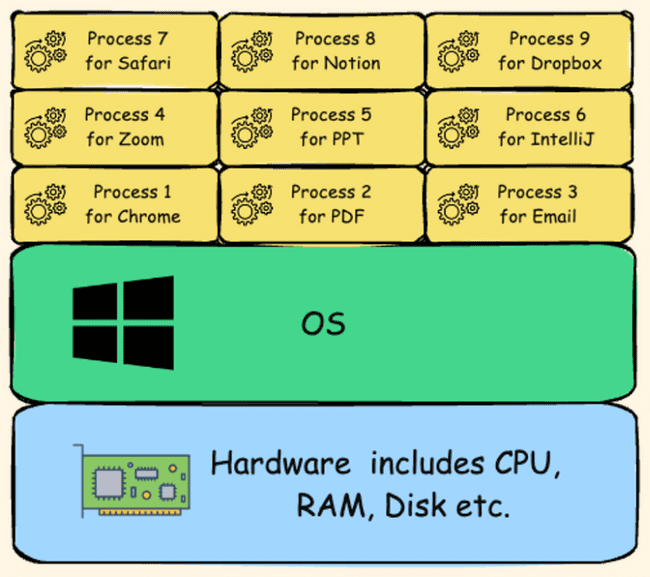 Process 7
for Safari
Process 8
for Notion
Process 9
for Dropbox
Process 4
for Zoom
Process 5
for PPT
Process 6
for IntelliJ
Process 1
for Chrome
Process 2
for PDF
Process 3
for Email
OS
Hardware includes CPU,
RAM, Disk etc.